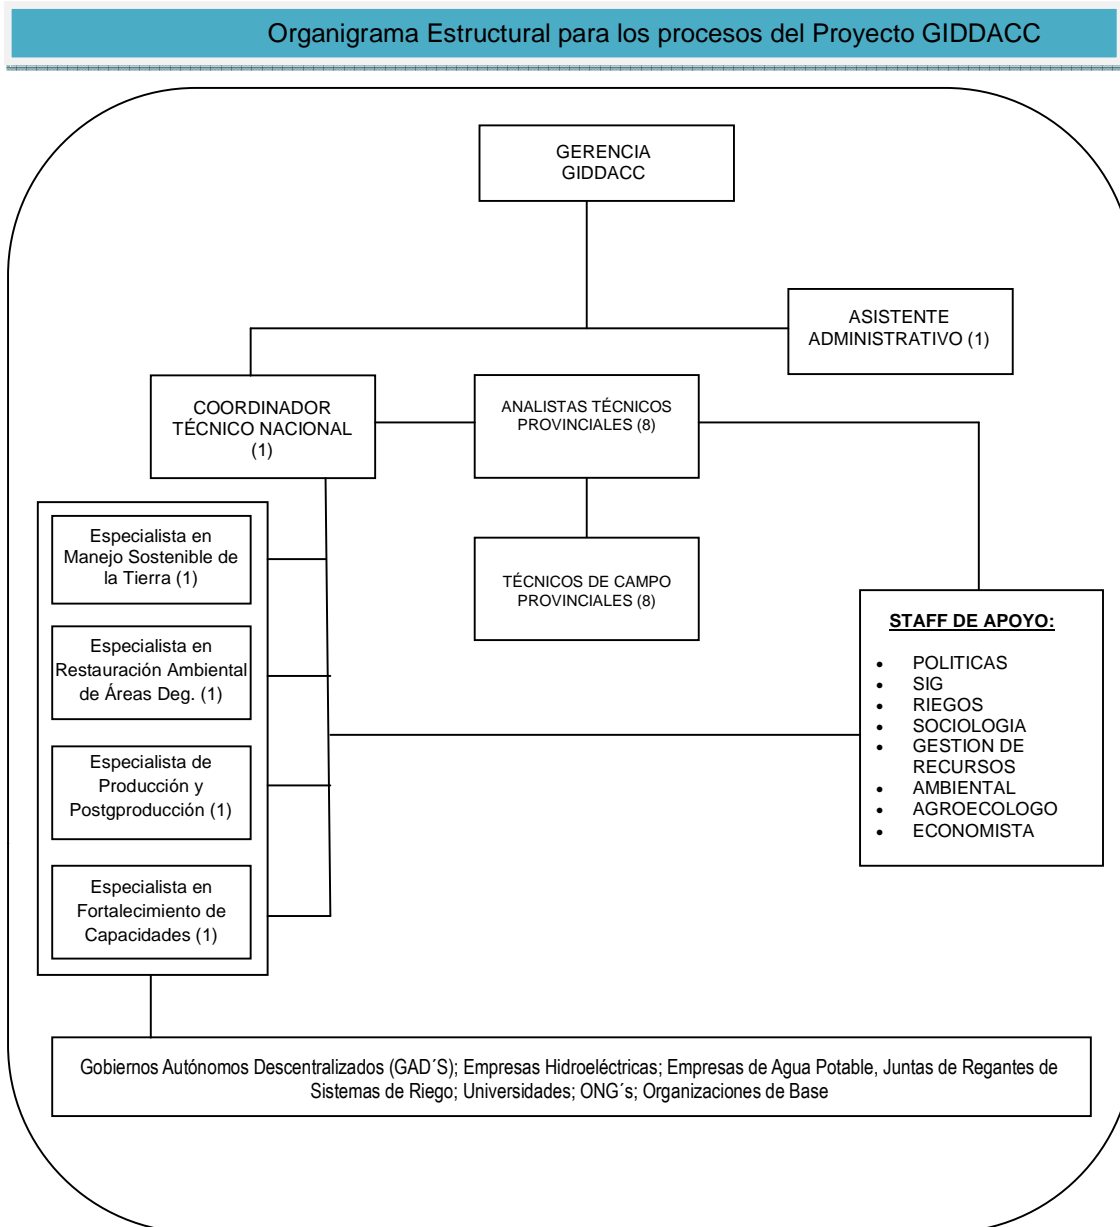 Organigrama Estructural para los procesos del Proyecto GIDDACC
GERENCIA
GIDDACC
ASISTENTE
ADMINISTRATIVO (1)
COORDINADOR
TÉCNICO NACIONAL
(1)
ANALISTAS TÉCNICOS
PROVINCIALES (8)
TÉCNICOS DE CAMPO
PROVINCIALES (8)
Especialista en
Manejo Sostenible de
la Tierra (1)
Especialista en
Restauración Ambiental
de Áreas Deg. (1)
Especialista de
Producción y
Postgproducción (1)
Especialista en
Fortalecimiento de
Capacidades (1)
STAFF DE APOYO:
• POLITICAS
• SIG
• RIEGOS
• SOCIOLOGIA
• GESTION DE
RECURSOS
• AMBIENTAL
• AGROECOLOGO
• ECONOMISTA
Gobiernos Autónomos Descentralizados (GAD´S); Empresas Hidroeléctricas; Empresas de Agua Potable, Juntas de Regantes de
Sistemas de Riego; Universidades; ONG´s; Organizaciones de Base